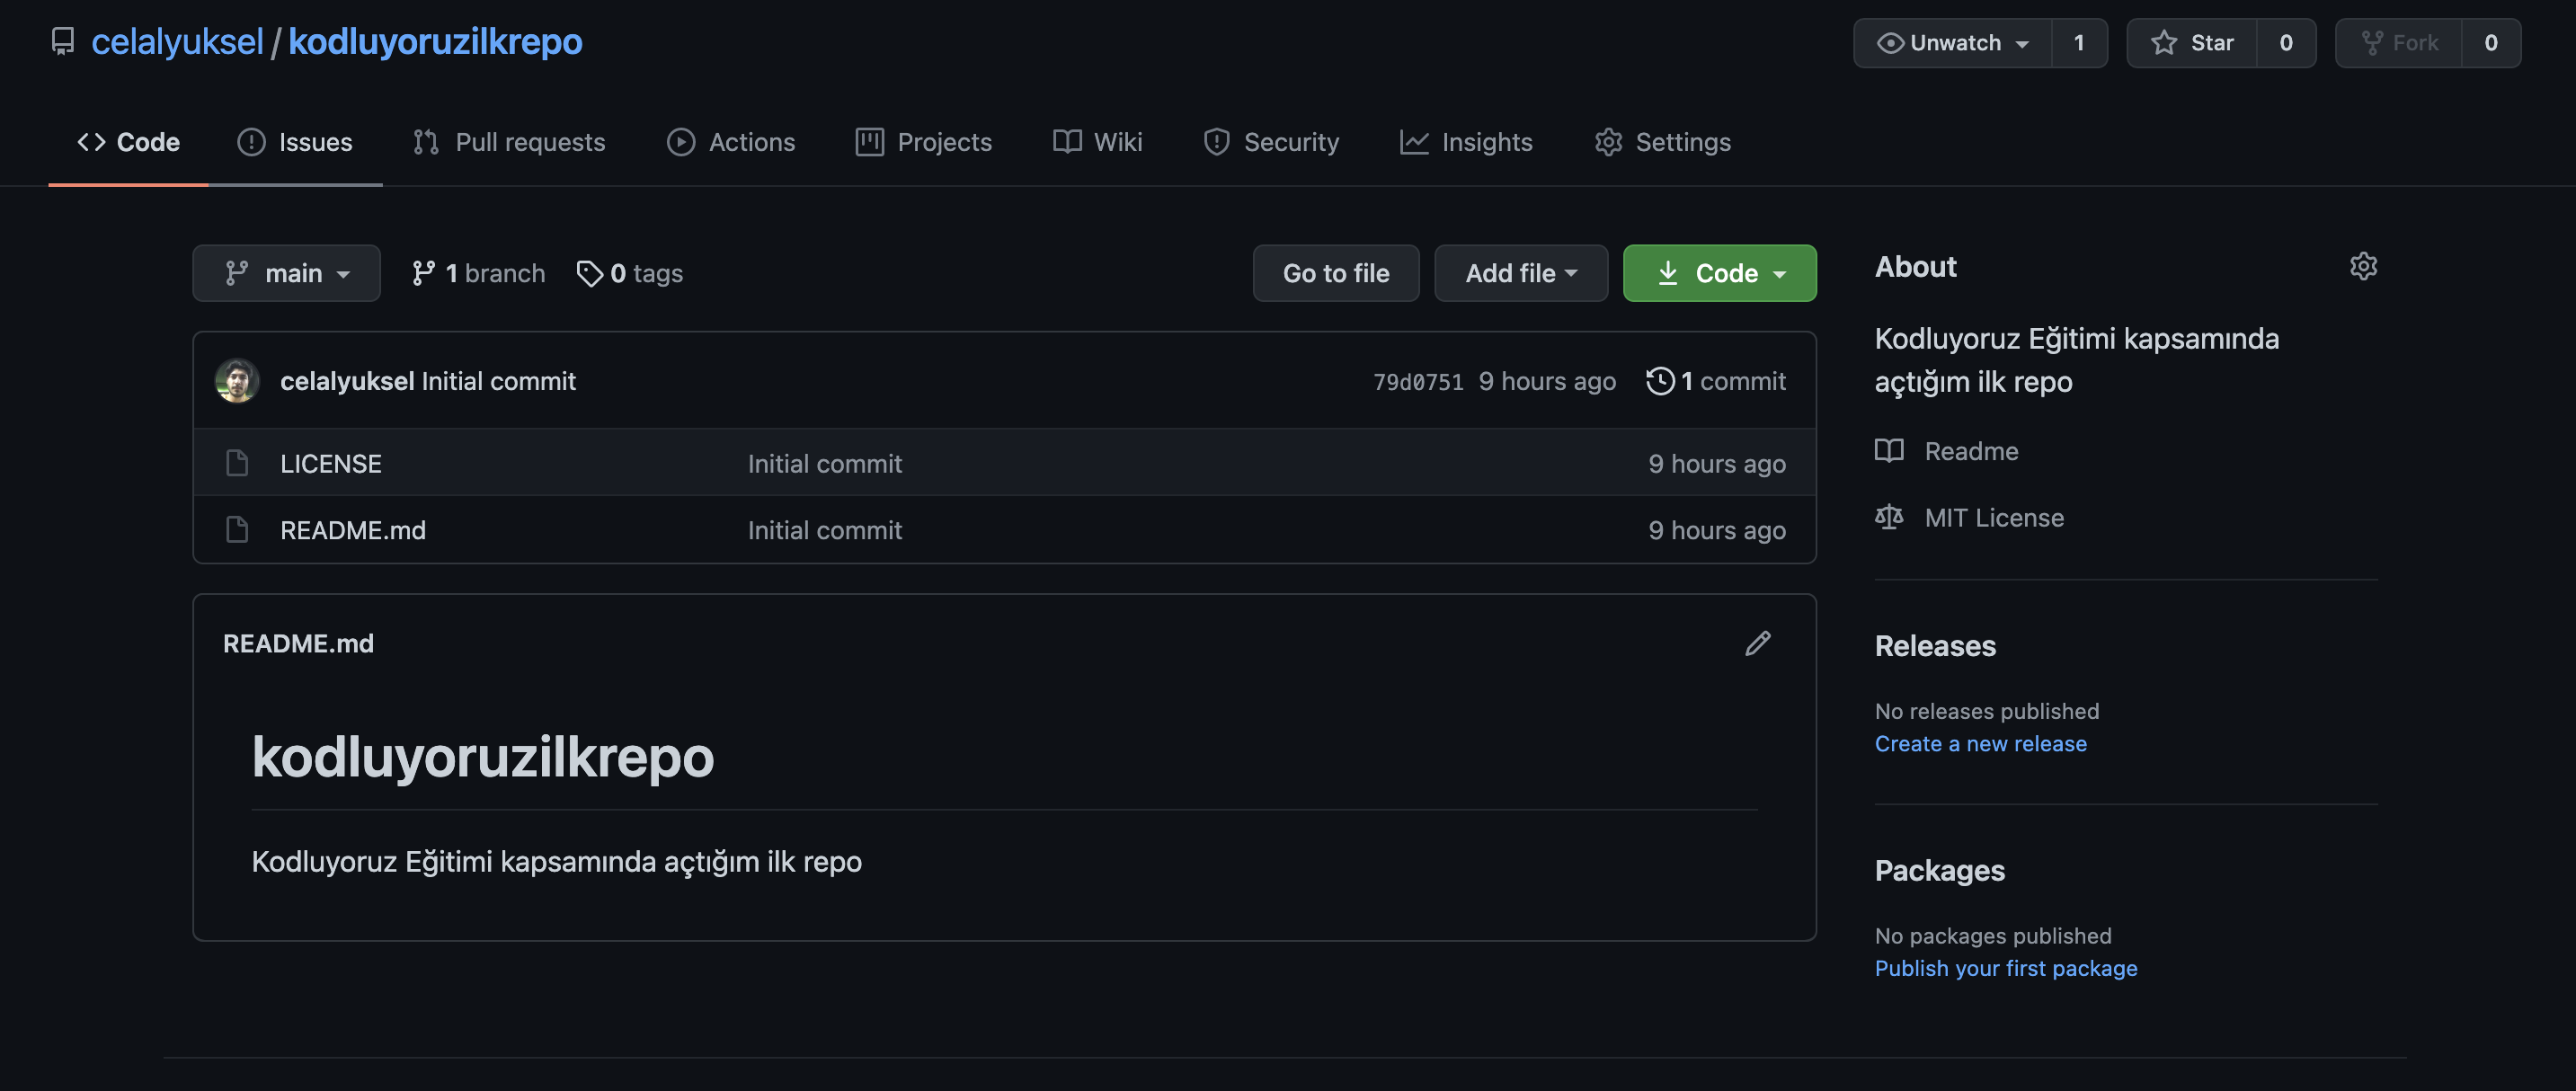 celalyuksel / kodluyoruzilkrepo
Unwatch 1 Star 0 Fork 0
Code Issues Pull requests Actions Projects Wiki Security Insights Settings
main 1 branch 0 tags Go to file Add file Code
celalyuksel Initial commit 79d0751 9 hours ago 1 commit
LICENSE Initial commit 9 hours ago
README.md Initial commit 9 hours ago
README.md
kodluyoruzilkrepo
Kodluyoruz Eğitimi kapsamında açtığım ilk repo
About
Kodluyoruz Eğitimi kapsamında
açtığım ilk repo
Readme
MIT License
Releases
No releases published
Create a new release
Packages
No packages published
Publish your first package